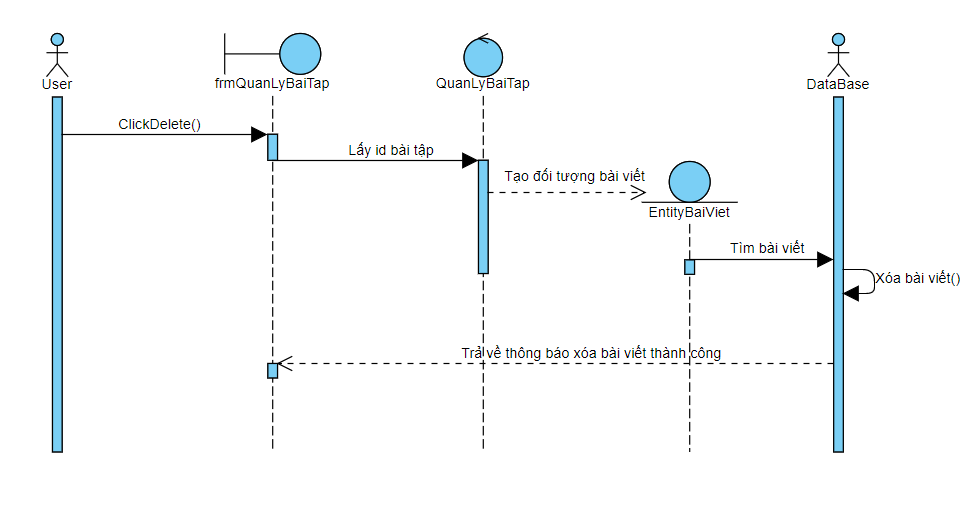 User
frmQuanLyBaiTap
QuanLyBaiTap
DataBase
ClickDelete()
Lấy id bài tập
Tạo đối tượng bài viết
EntityBaiViet
Tìm bài viết
Xóa bài viết()
Trả về thông báo xóa bài viết thành công